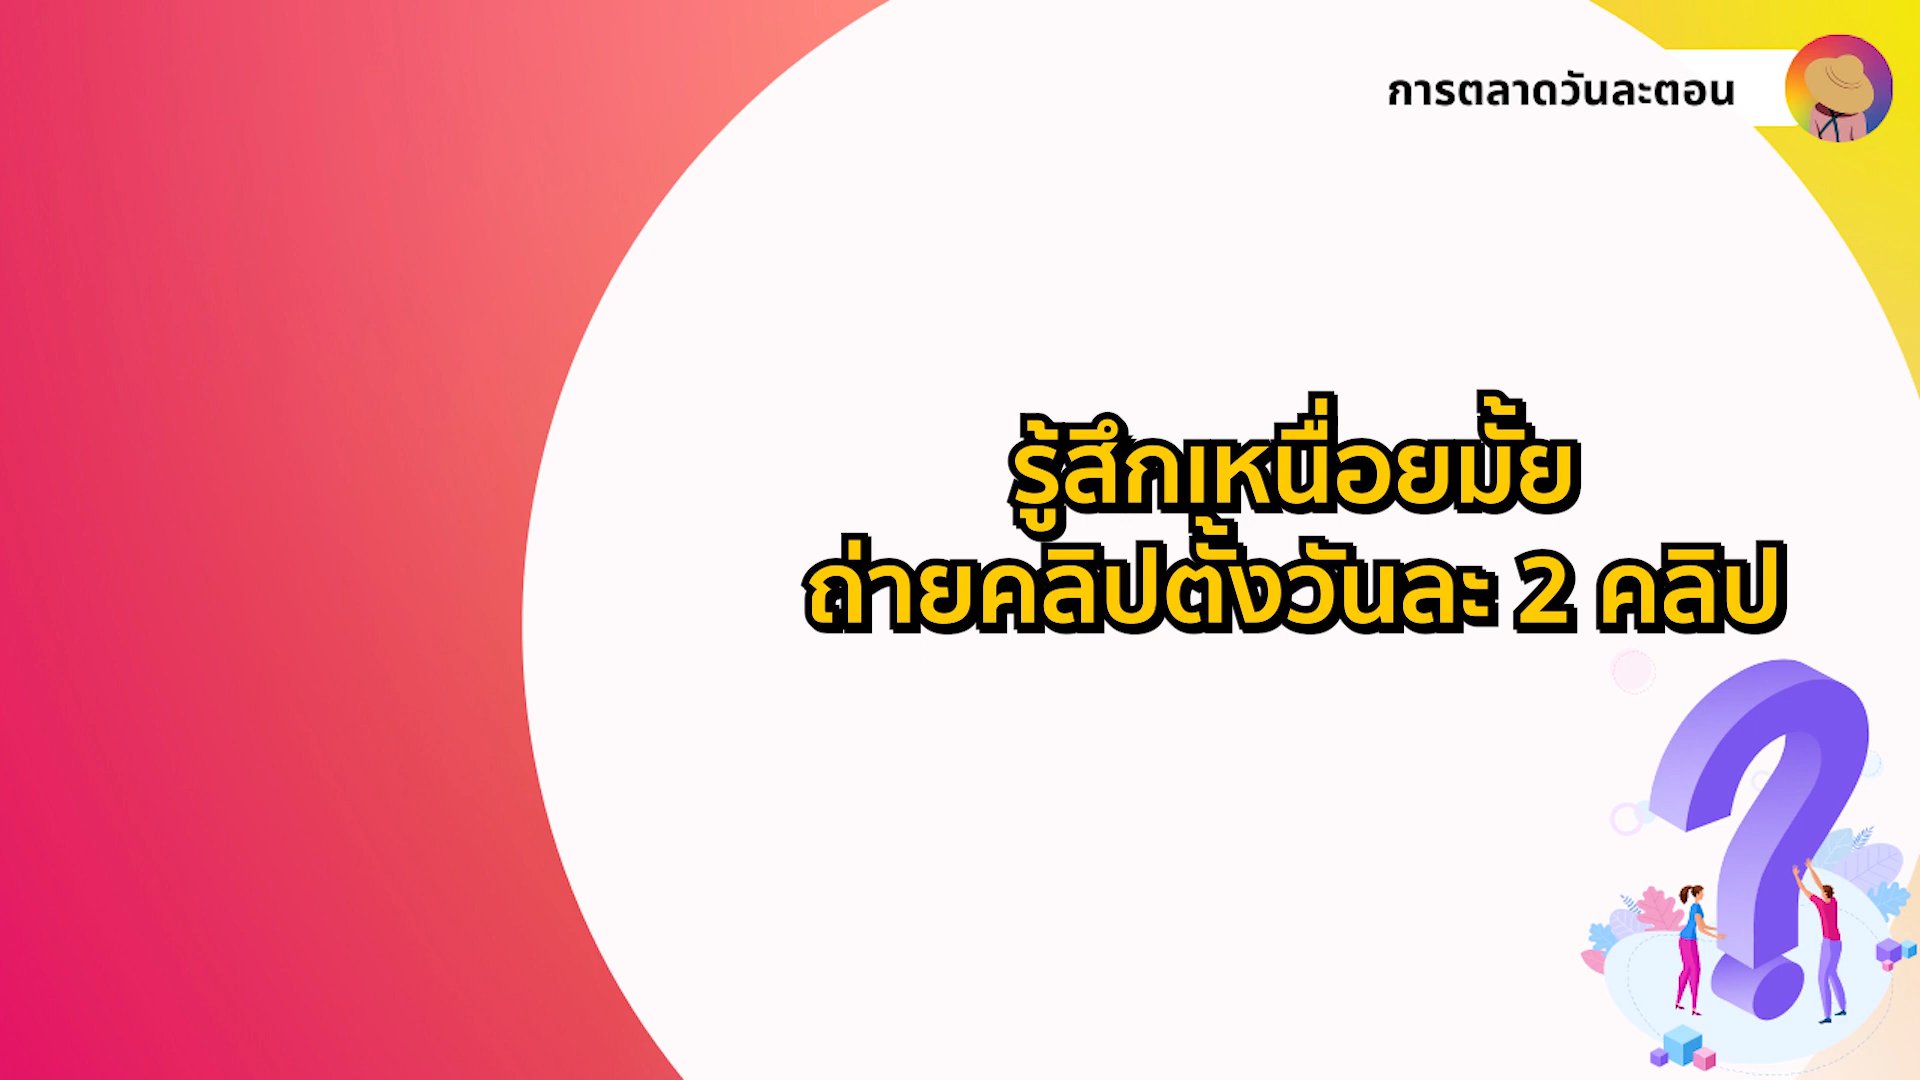 การตลาดวันละตอน
รู้สึกเหนื่อยมั้ย
ถ่ายคลิปตั้งวันละ 2 คลิป